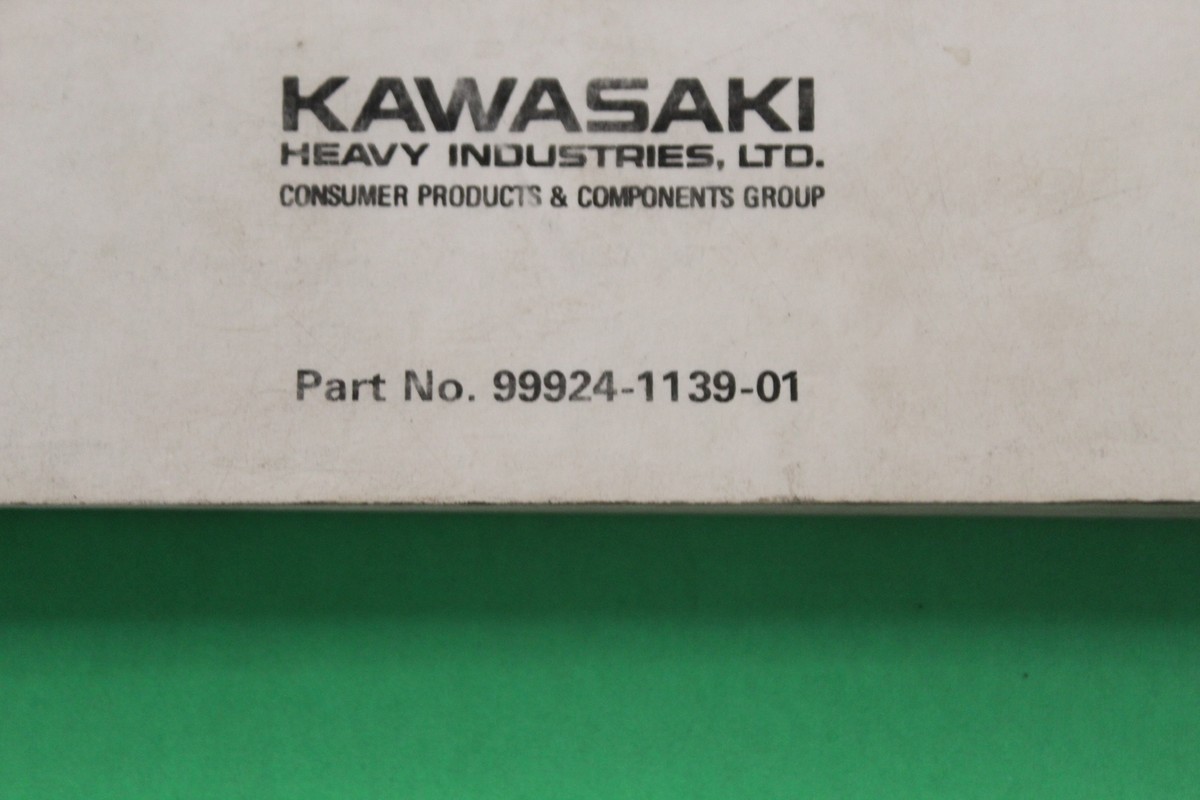 KAWASAKI
HEAVY INDUSTRIES, LTD.
CONSUMER PRODUCTS & COMPONENTS GROUP
Part No. 99924-1139-01